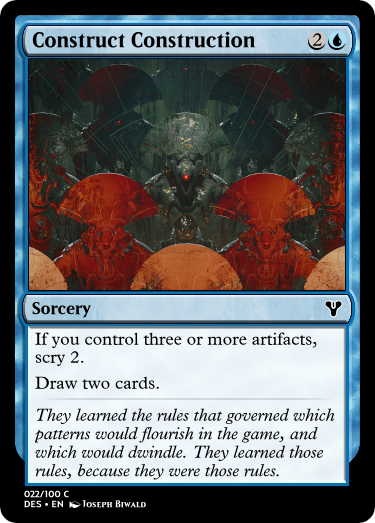 Construct Construction 2
Sorcery
If you control three or more artifacts,
scry 2.
Draw two cards.
They learned the rules that governed which
patterns would flourish in the game, and
which would dwindle. They learned those
rules, because they were those rules.
022/100 C
DES • EN Joseph Biwald